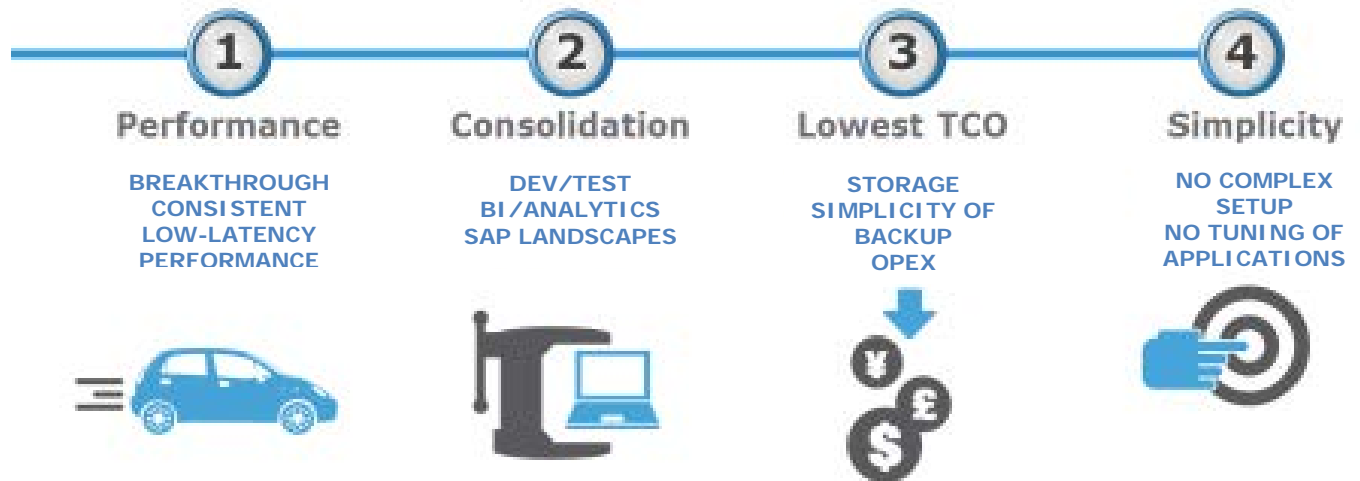 1
Performance
BREAKTHROUGH
CONSISTENT
LOW-LATENCY
PERFORMANCE
2
Consolidation
DEV/TEST
BI/ANALYTICS
SAP LANDSCAPES
3
Lowest TCO
STORAGE
SIMPLICITY OF
BACKUP
OPEX
¥
£
$
4
Simplicity
NO COMPLEX
SETUP
NO TUNING OF
APPLICATIONS